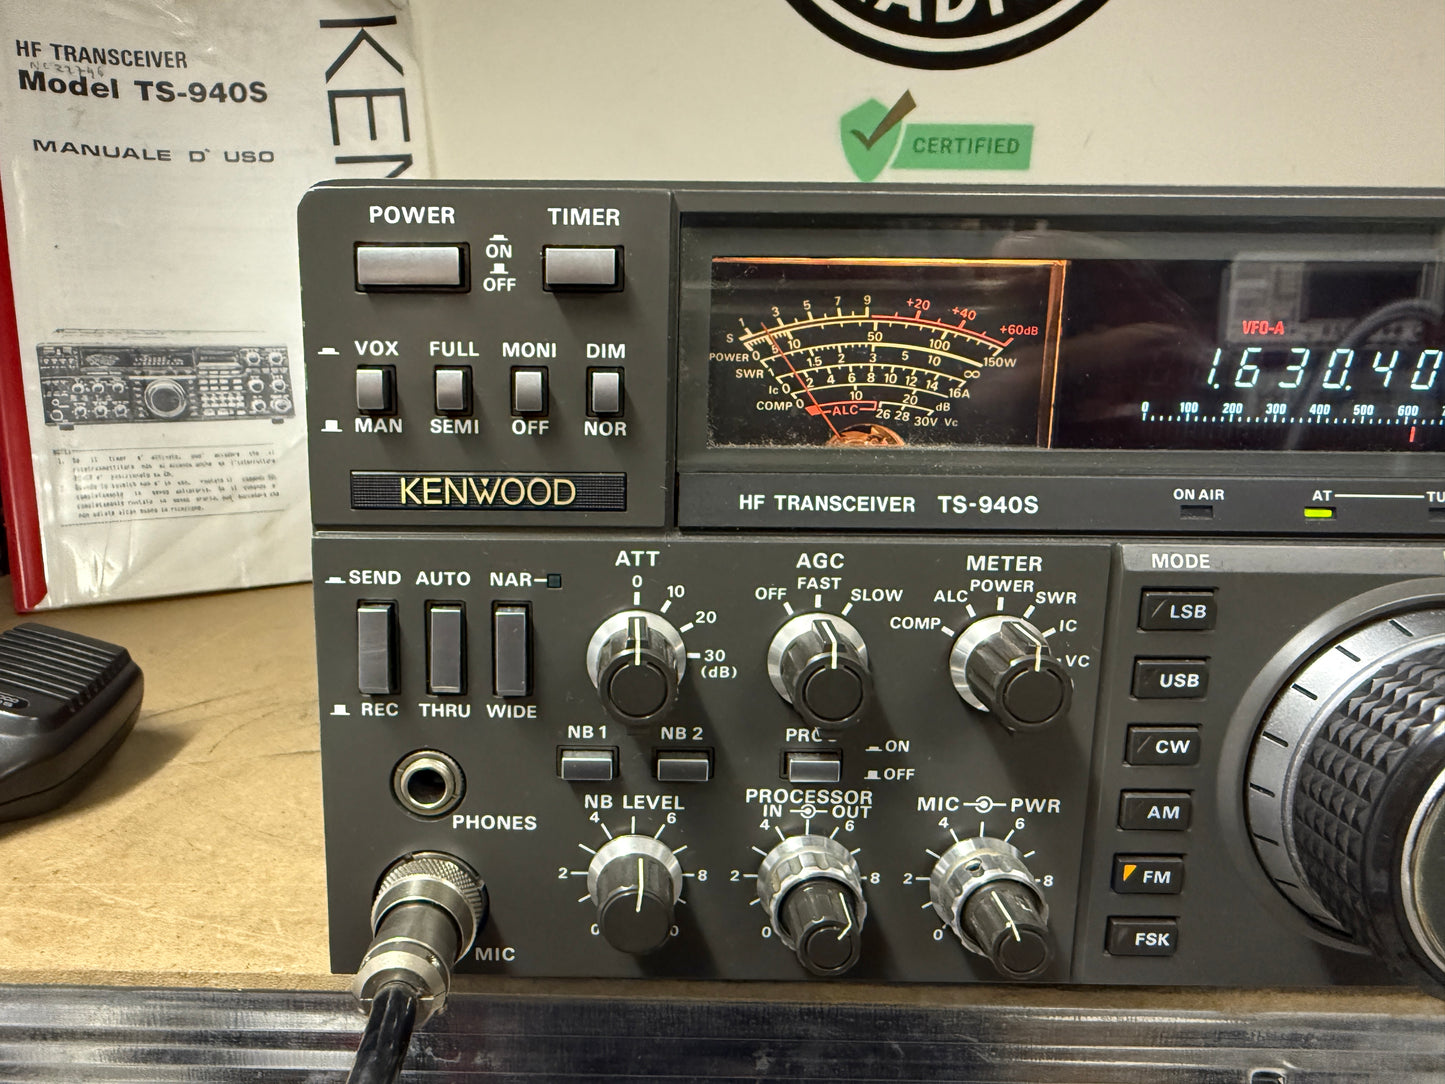 HF TRANSCEIVER
Model TS-940S
MANUALE D' USO
KEN
RADI
CERTIFIED
POWER
TIMER
ON
OFF
VOX FULL MONI DIM
MAN SEMI OFF NOR
KENWOOD
S 1 3 5 7 9 +20 +40 +60dB
POWER 0 5 10 50 100 150W
SWR 1 1.5 2 3 5 10 ∞
Ic 0 2 4 6 8 10 12 14 16A
COMP 0 10 20 dB
ALC 26 28 30V Vc
VFO-A
1.630.40
0 100 200 300 400 500 600
HF TRANSCEIVER TS-940S
ON AIR
AT
SEND AUTO NAR
REC THRU WIDE
ATT
0 10 20 30 (dB)
AGC
OFF FAST SLOW
METER
COMP ALC POWER SWR IC VC
MODE
LSB
USB
CW
AM
FM
FSK
NB 1 NB 2
ON
OFF
PHONES
NB LEVEL
2 4 6 8
PROCESSOR
IN OUT
0 2 4 6 8
MIC PWR
0 2 4 6 8
MIC